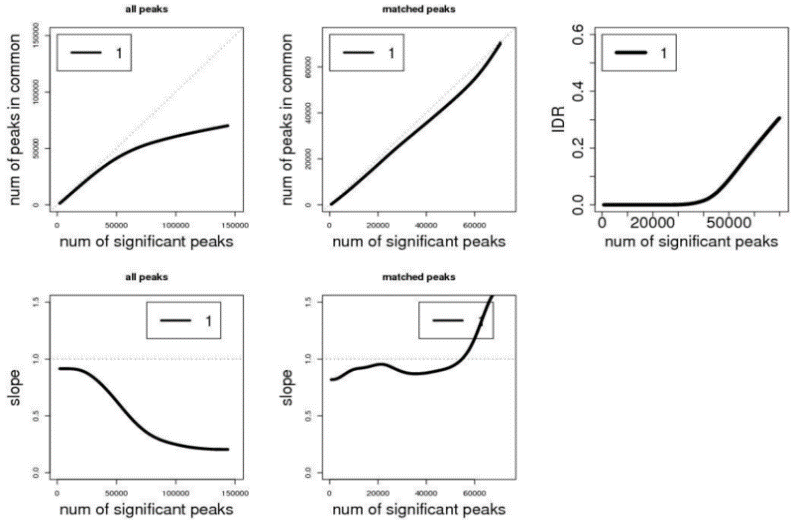 all peaks
num of peaks in common
150000
100000
50000
0
1
0 50000 100000 150000
num of significant peaks
matched peaks
num of peaks in common
60000
40000
20000
0
1
0 20000 40000 60000
num of significant peaks
IDR
0.6
0.4
0.2
0.0
1
0 20000 50000
num of significant peaks
all peaks
slope
1.5
1.0
0.5
0.0
1
0 50000 100000 150000
num of significant peaks
matched peaks
slope
1.5
1.0
0.5
0.0
1
0 20000 40000 60000
num of significant peaks